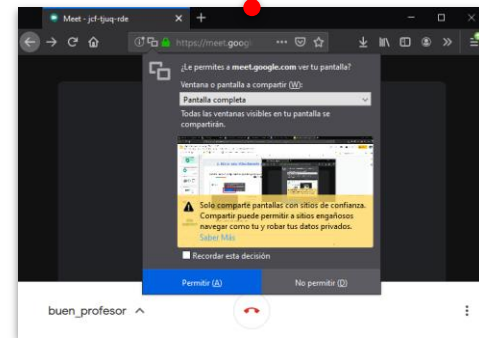 Meet - jcf-tjuq-rde
https://meet.goog
¿Le permites a meet.google.com ver tu pantalla?
Ventana o pantalla a compartir (W):
Pantalla completa
Todas las ventanas visibles en tu pantalla se
compartirán.
Solo comparte pantallas con sitios de confianza.
Compartir puede permitir a sitios engañosos
navegar como tu y robar tus datos privados.
Saber Más
Recordar esta decisión
Permitir (A)
No permitir (D)
buen_profesor